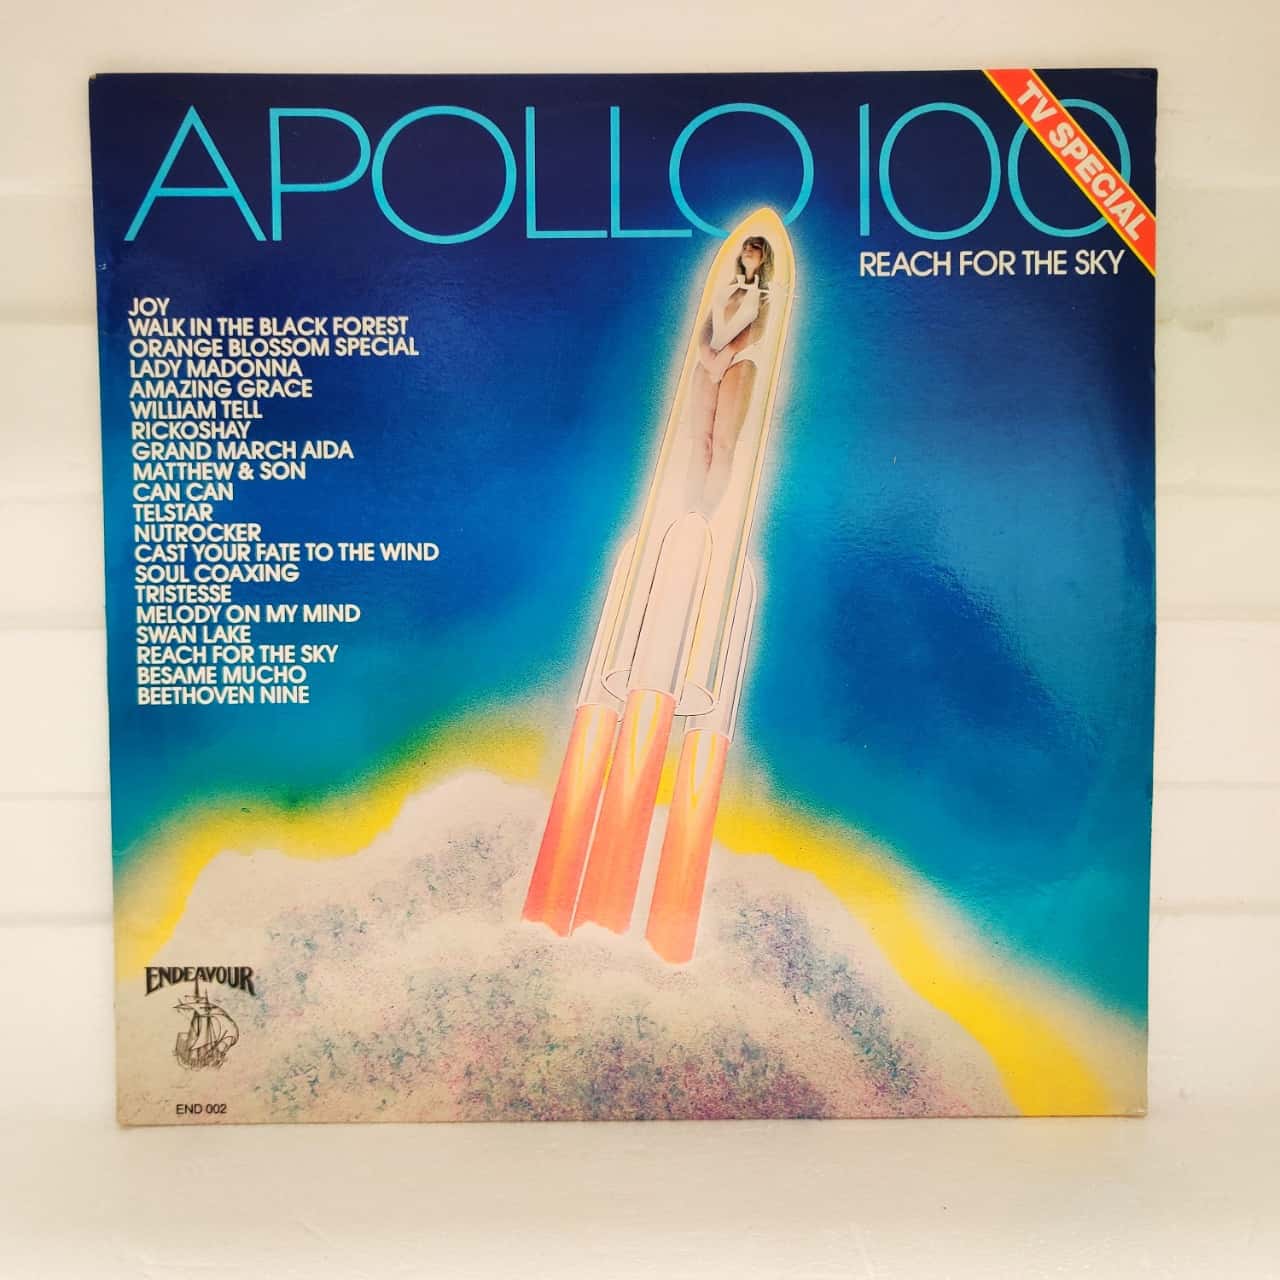 APOLLO 100
TV SPECIAL
REACH FOR THE SKY
JOY
WALK IN THE BLACK FOREST
ORANGE BLOSSOM SPECIAL
LADY MADONNA
AMAZING GRACE
WILLIAM TELL
RICKOSHAY
GRAND MARCH AIDA
MATTHEW & SON
CAN CAN
TELSTAR
NUTROCKER
CAST YOUR FATE TO THE WIND
SOUL COAXING
TRISTESSE
MELODY ON MY MIND
SWAN LAKE
REACH FOR THE SKY
BESAME MUCHO
BEETHOVEN NINE
ENDEAVOUR
END 002